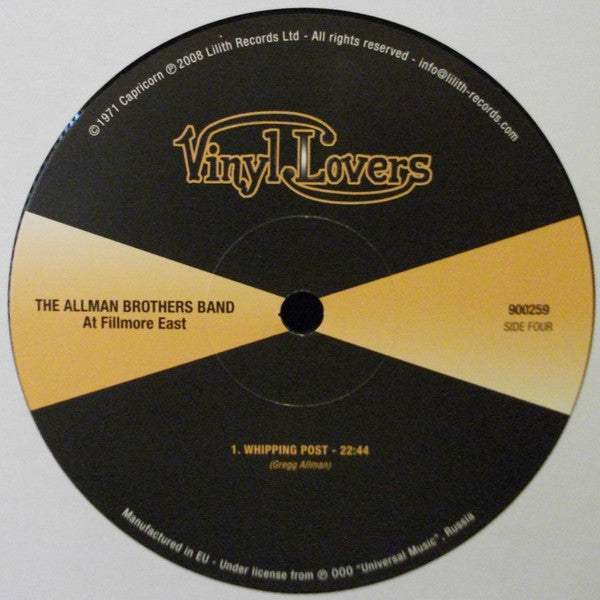 ©1971 Capricorn ℗2008 Lilith Records Ltd - All rights reserved - info@lilith-records.com
Vinyl Lovers
THE ALLMAN BROTHERS BAND
At Fillmore East
900259
SIDE FOUR
1. WHIPPING POST - 22:44
(Gregg Allman)
Manufactured in EU - Under license from ℗ OOO "Universal Music", Russia